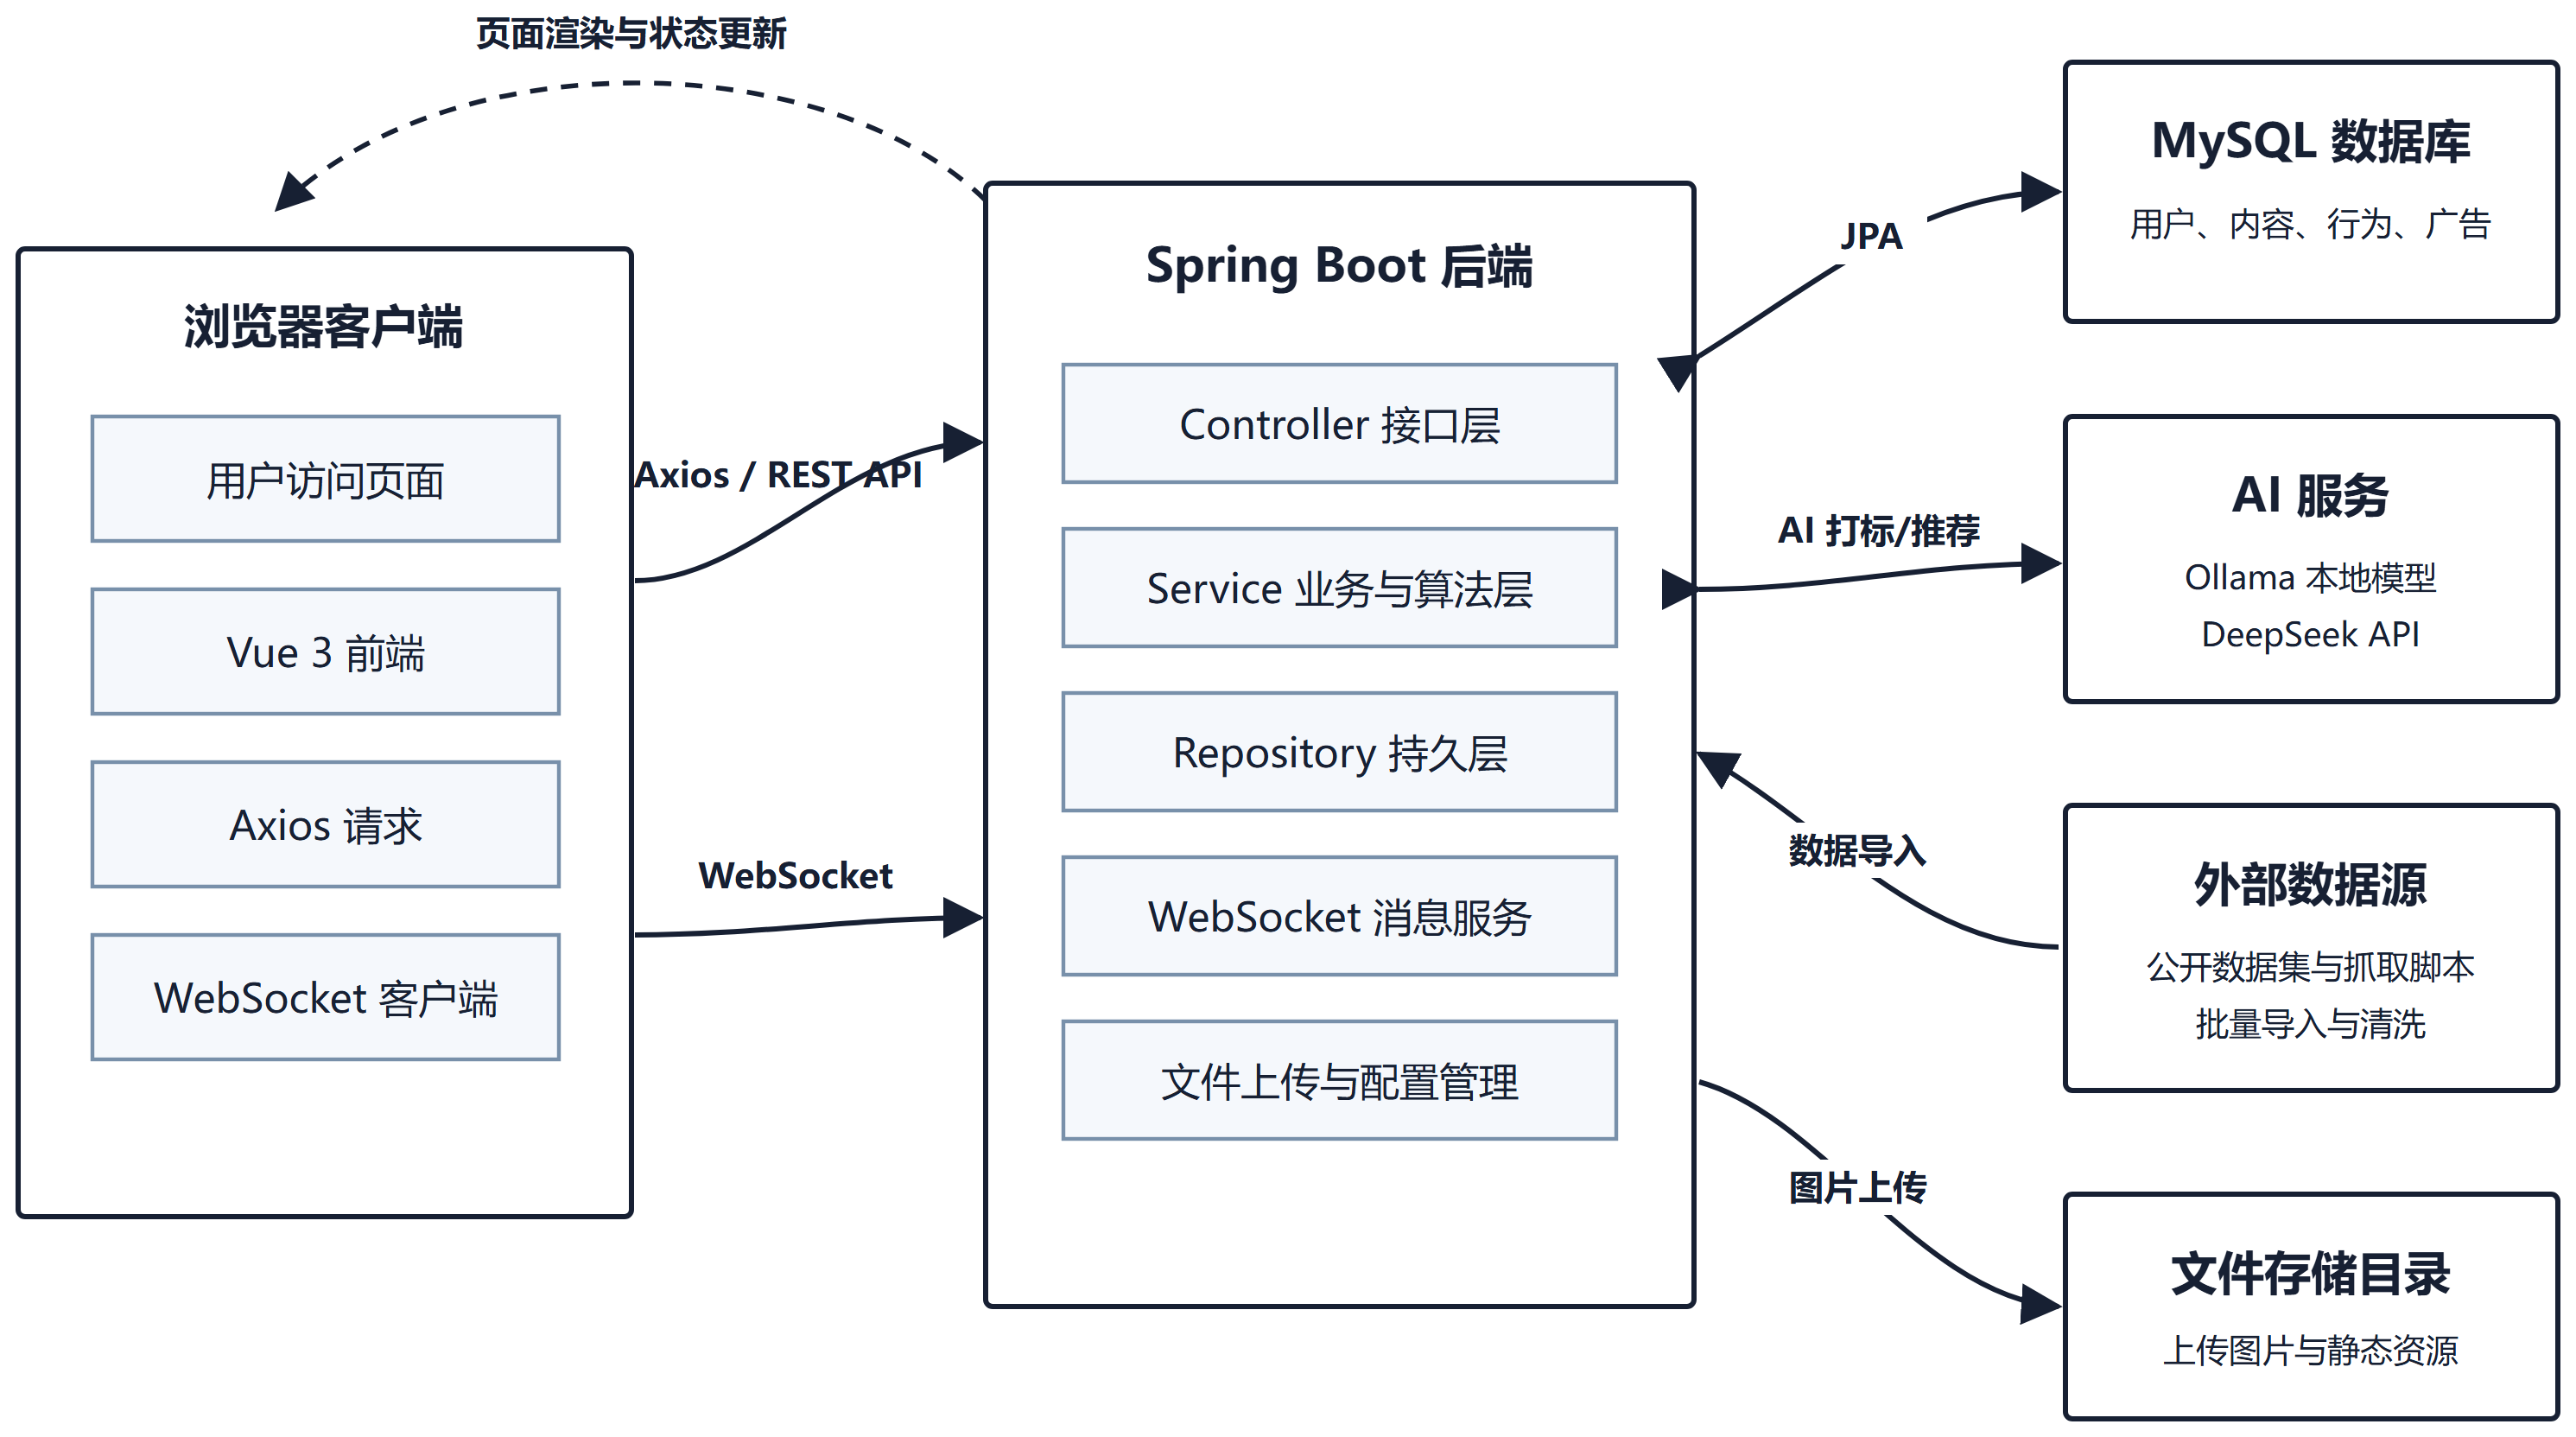 页面渲染与状态更新
浏览器客户端
用户访问页面
Vue 3 前端
Axios 请求
WebSocket 客户端
Axios / REST API
WebSocket
Spring Boot 后端
Controller 接口层
Service 业务与算法层
Repository 持久层
WebSocket 消息服务
文件上传与配置管理
JPA
AI 打标/推荐
数据导入
图片上传
MySQL 数据库
用户、内容、行为、广告
AI 服务
Ollama 本地模型
DeepSeek API
外部数据源
公开数据集与抓取脚本
批量导入与清洗
文件存储目录
上传图片与静态资源